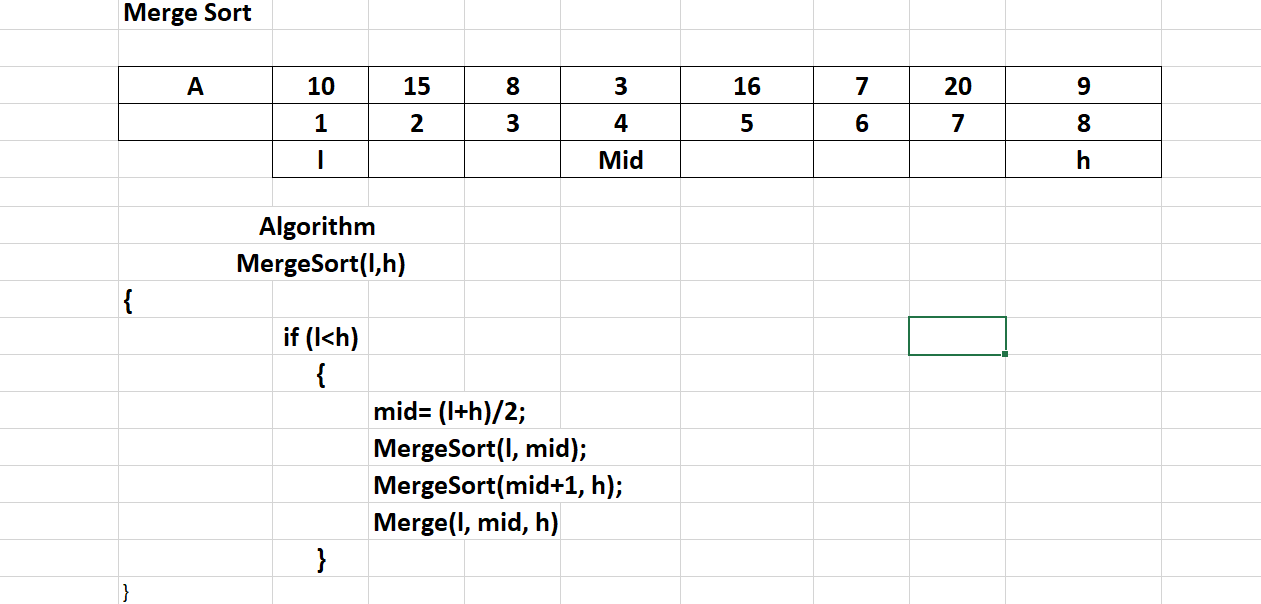 Merge Sort
A 10 15 8 3 16 7 20 9
1 2 3 4 5 6 7 8
l Mid h
Algorithm
MergeSort(l,h)
{
if (l<h)
{
mid= (l+h)/2;
MergeSort(l, mid);
MergeSort(mid+1, h);
Merge(l, mid, h)
}
}